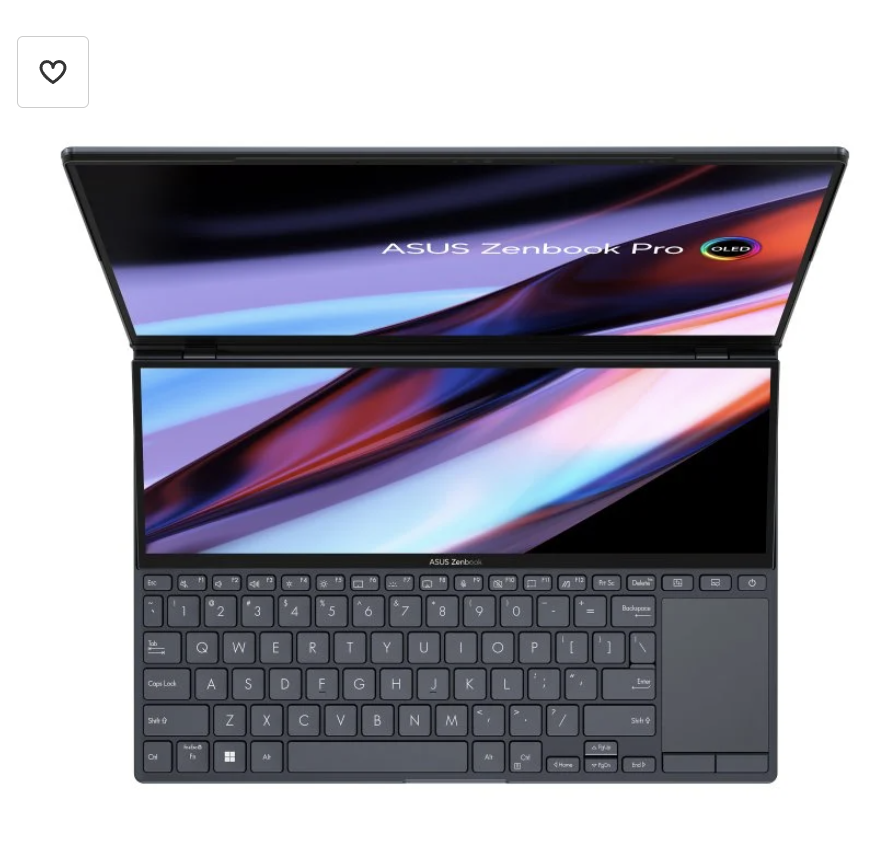 ASUS Zenbook Pro OLED
ASUS Zenbook
Esc F1 F2 F3 F4 F5 F6 F7 F8 F9 F10 F11 F12 Prt Sc Delete
~ ` ! 1 @ 2 # 3 $ 4 % 5 ^ 6 & 7 * 8 ( 9 ) 0 _ - + = Backspace
Tab Q W E R T Y U I O P { [ } ] | \
Caps Lock A S D F G H J K L : ; " ' Enter
Shift Z X C V B N M < , > . ? / Shift
Ctrl Fn Alt Alt Ctrl Home PgUp PgDn End